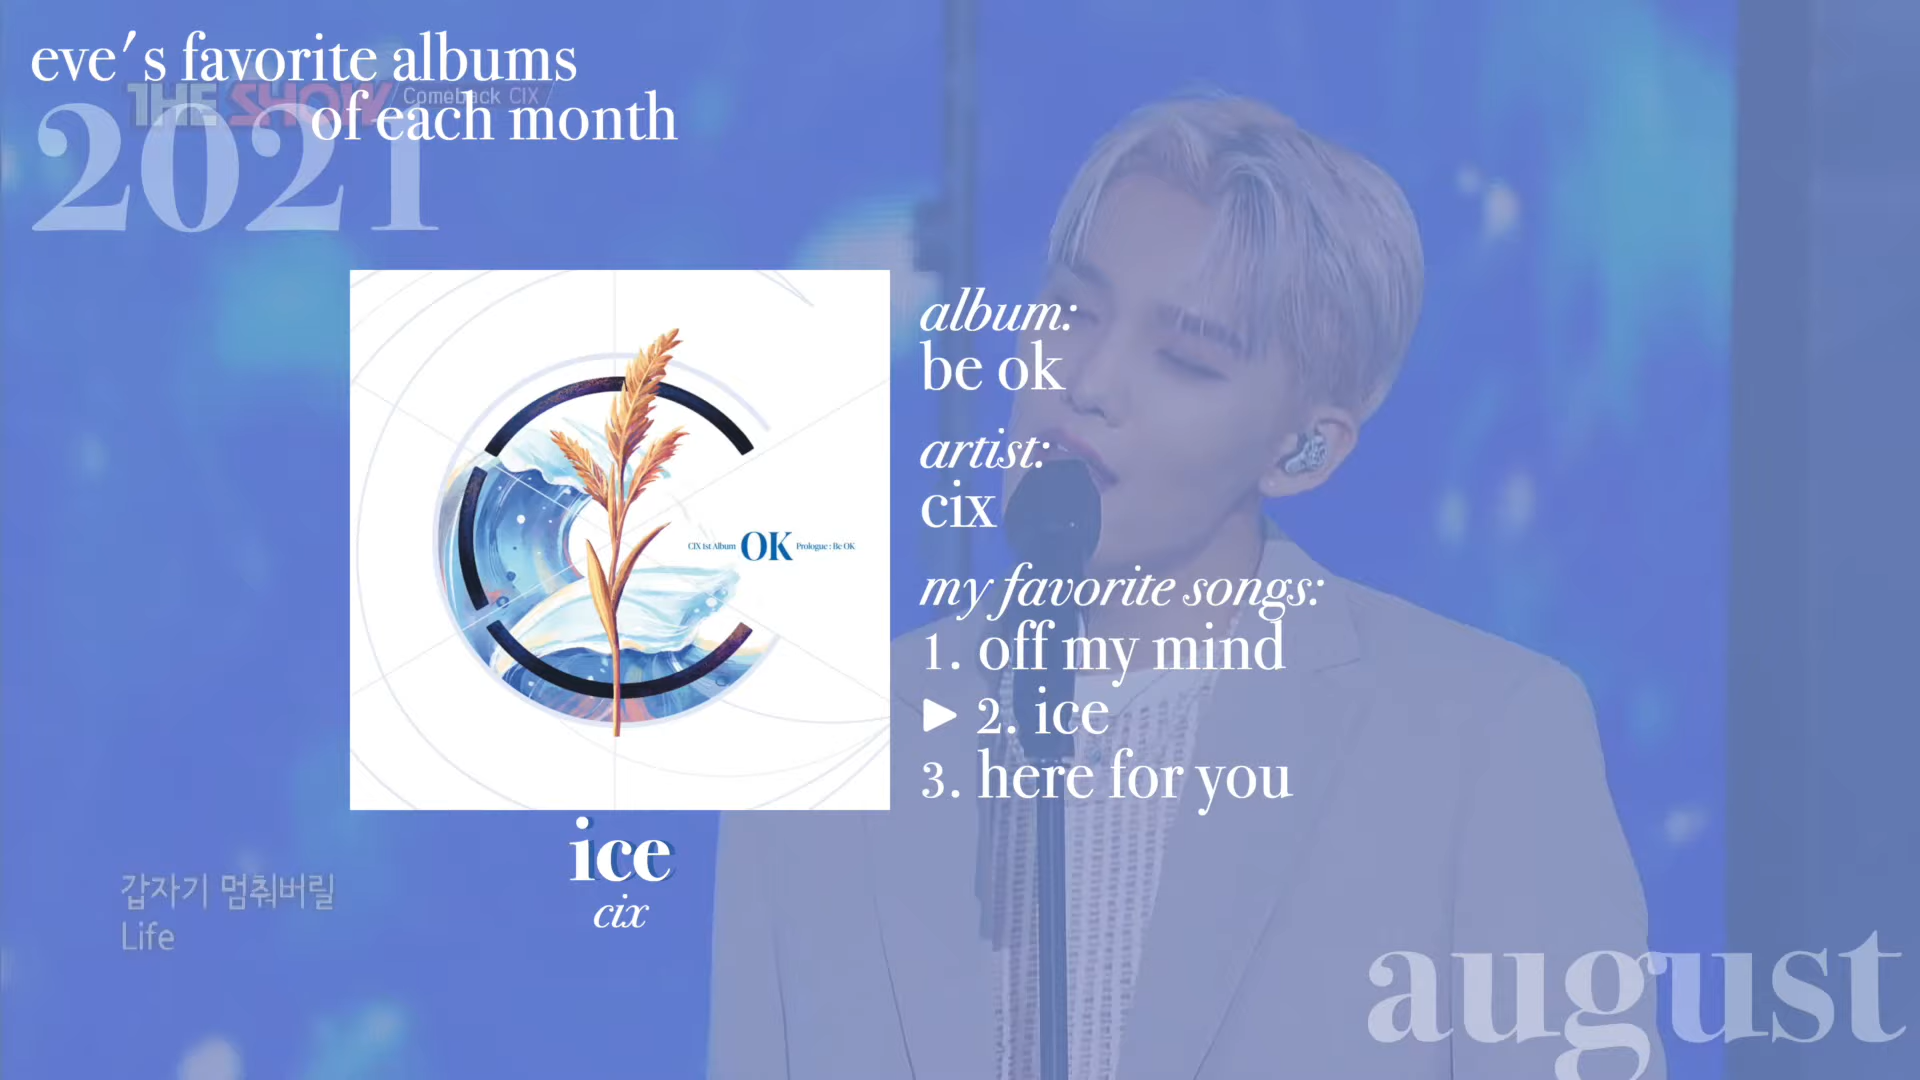 eve's favorite albums
of each month
THE SHOW Comeback CIX
2021
album:
be ok
artist:
cix
my favorite songs:
1. off my mind
▶ 2. ice
3. here for you
CIX 1st Album OK Prologue : Be OK
ice
cix
갑자기 멈춰버릴
Life
august